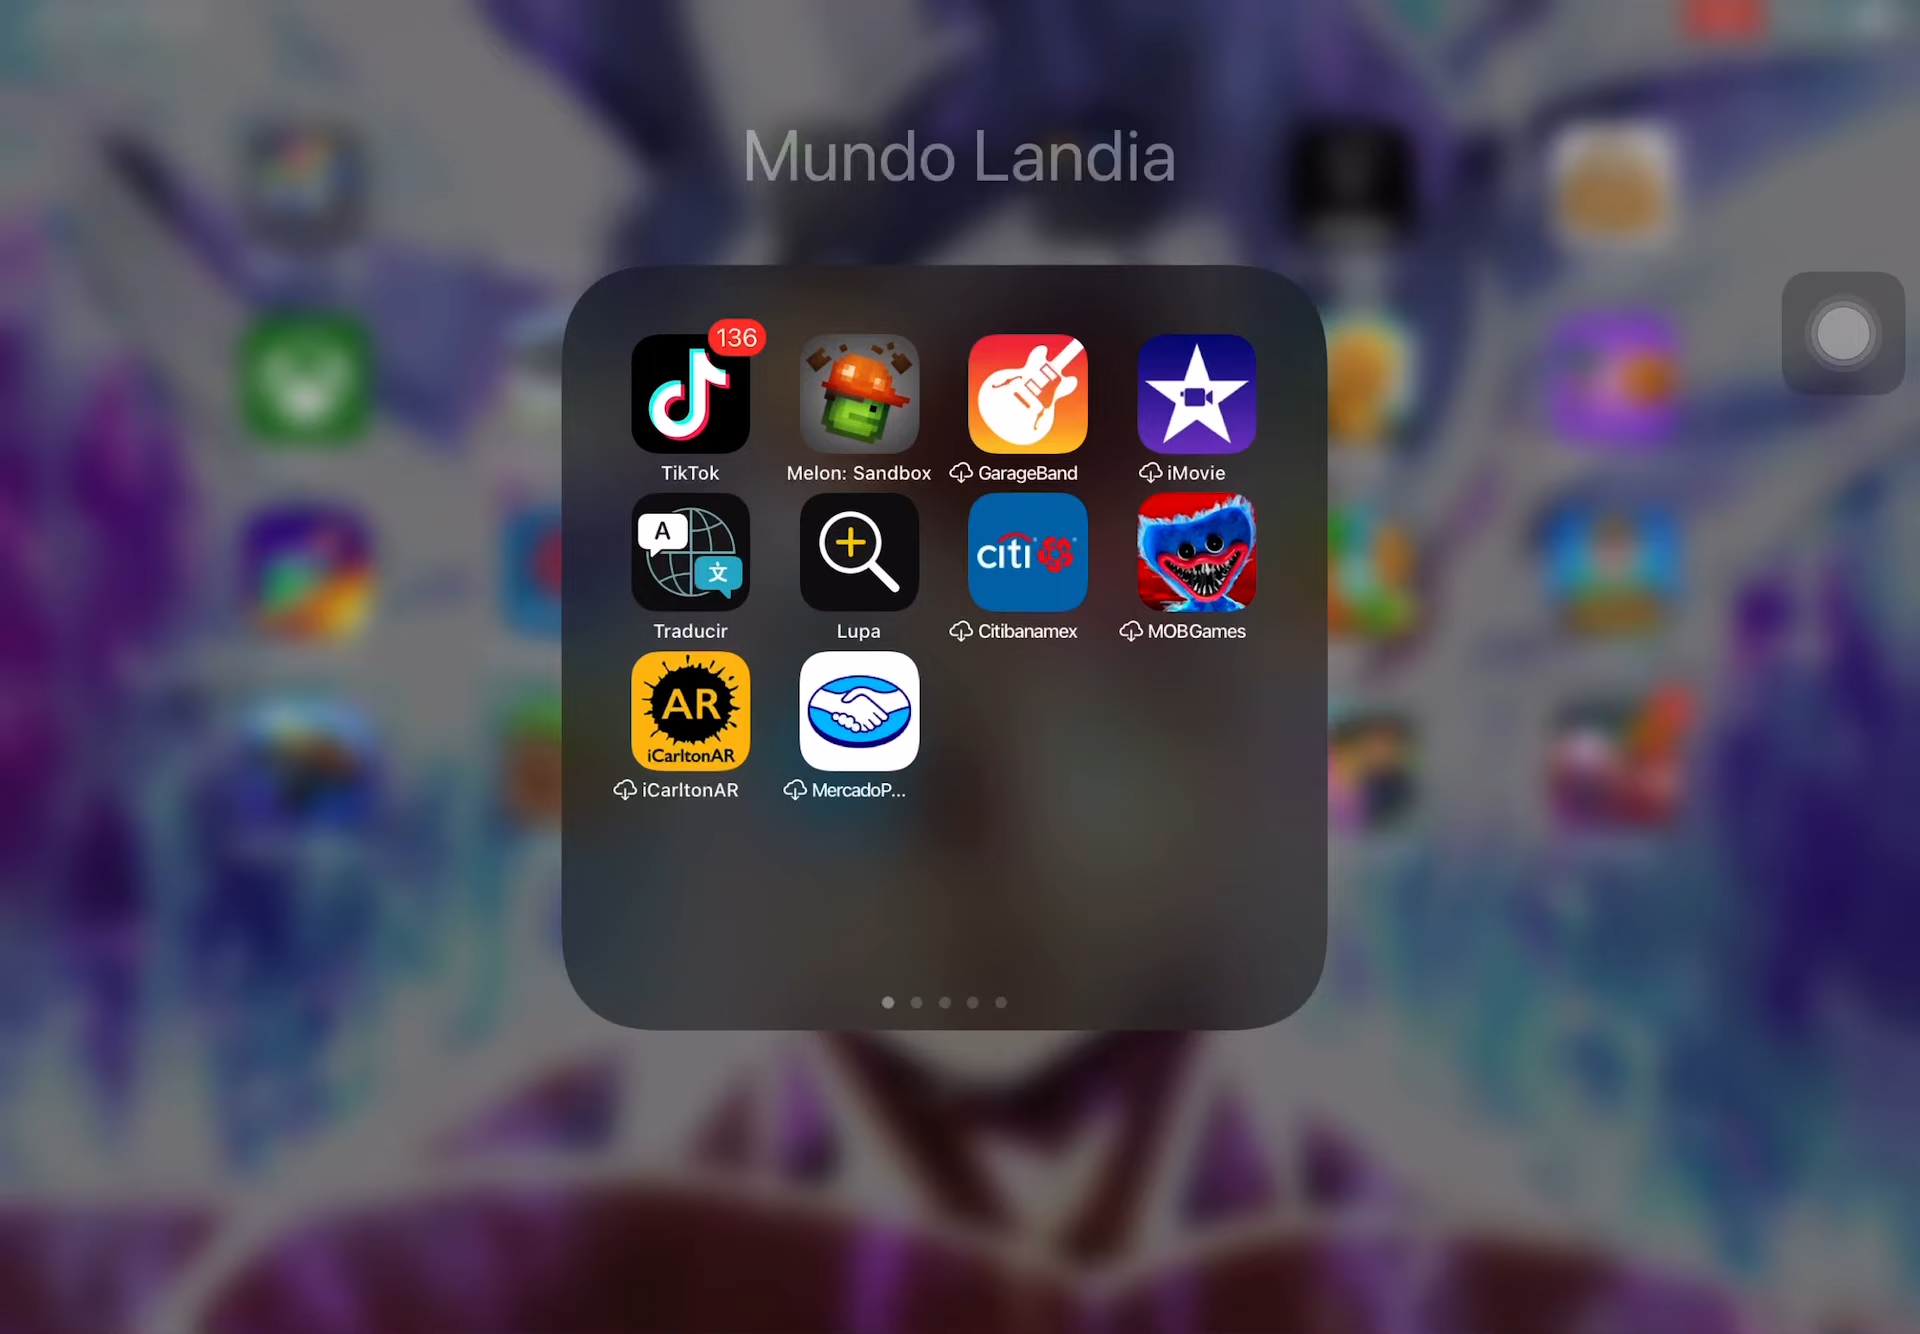 Mundo Landia
136
TikTok
Melon: Sandbox
GarageBand
iMovie
A
文
citi
Traducir
Lupa
Citibanamex
MOBGames
AR
iCarltonAR
iCarltonAR
MercadoP...